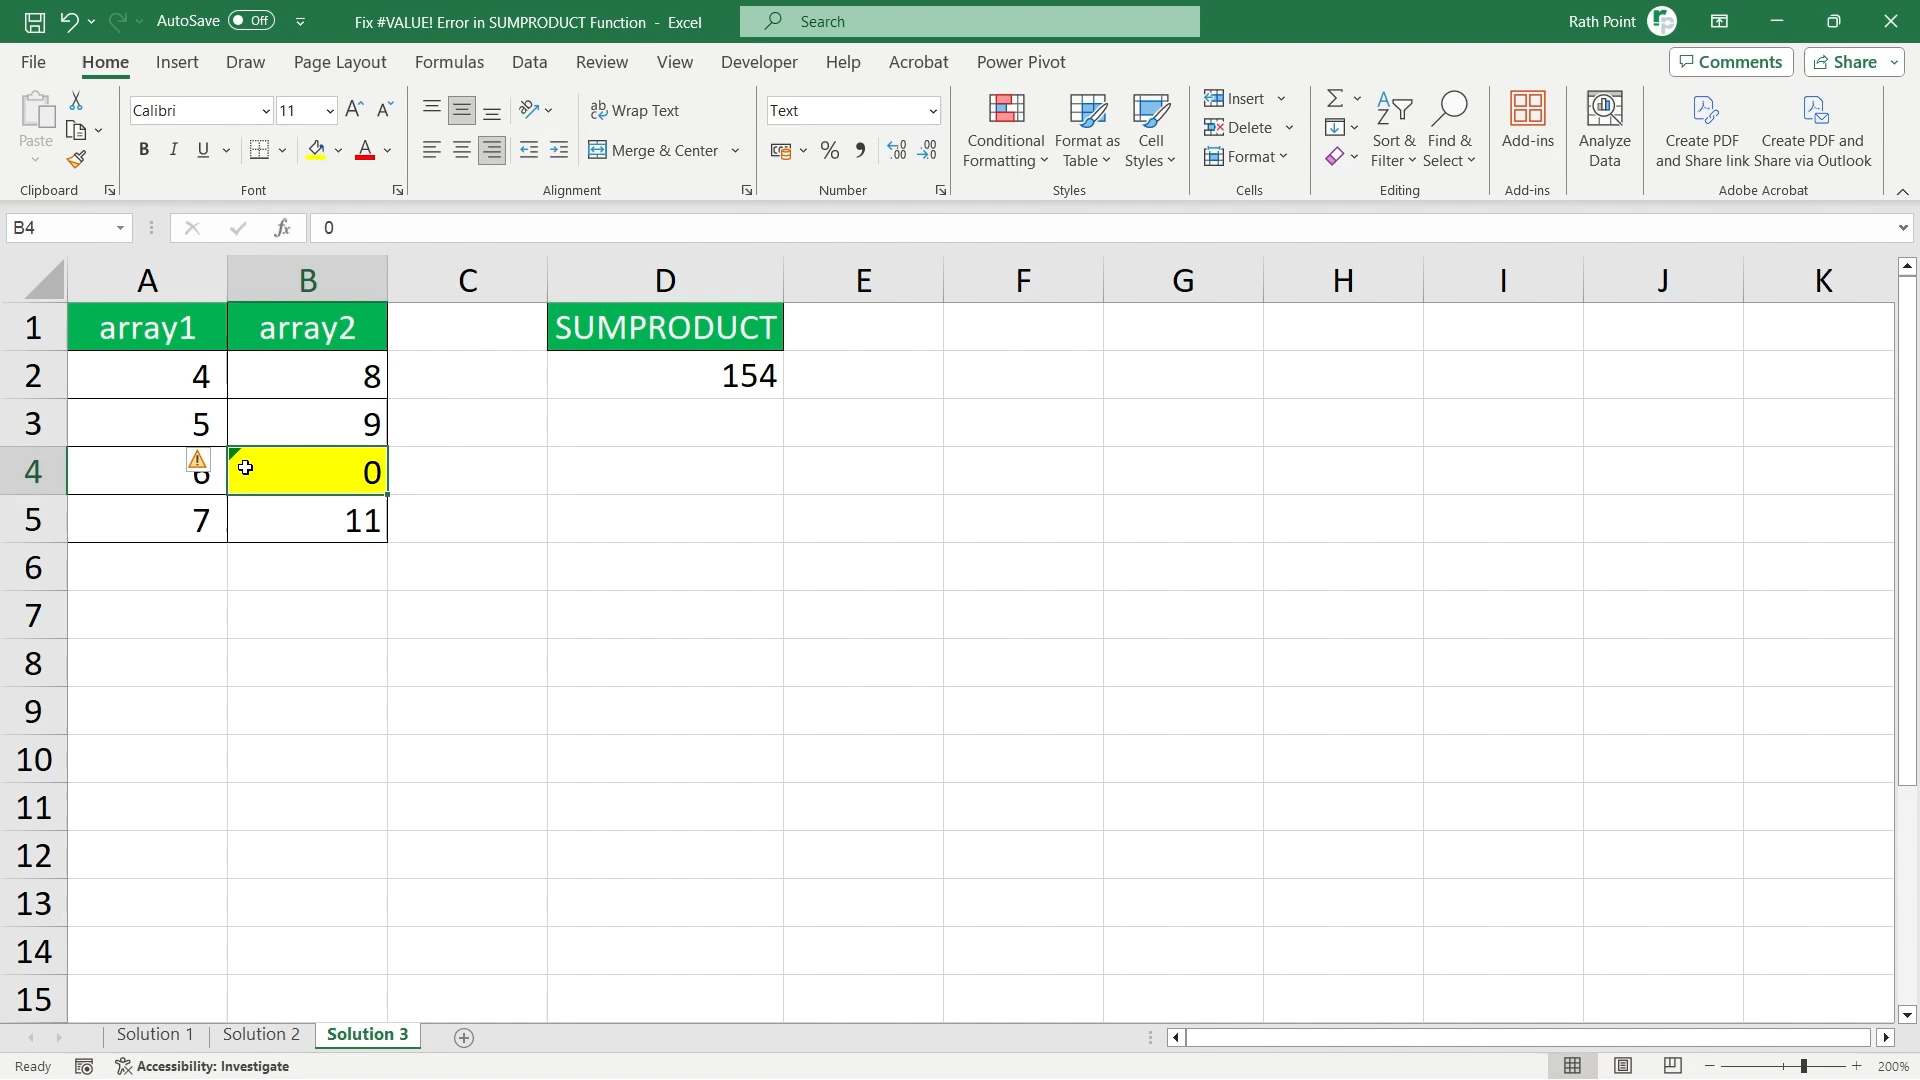 AutoSave Off Fix #VALUE! Error in SUMPRODUCT Function - Excel Search Rath Point
File Home Insert Draw Page Layout Formulas Data Review View Developer Help Acrobat Power Pivot Comments Share
Paste Calibri 11 Wrap Text Text Conditional Formatting Format as Table Cell Styles Insert Sort & Filter Find & Select Add-ins Analyze Data Create PDF and Share link Create PDF and Share via Outlook
B I U Merge & Center % Delete
Format
Clipboard Font Alignment Number Styles Cells Editing Add-ins Adobe Acrobat
B4 fx 0
A B C D E F G H I J K
1 array1 array2 SUMPRODUCT
2 4 8 154
3 5 9
4 6 0
5 7 11
6
7
8
9
10
11
12
13
14
15
Solution 1 Solution 2 Solution 3
Ready Accessibility: Investigate 200%